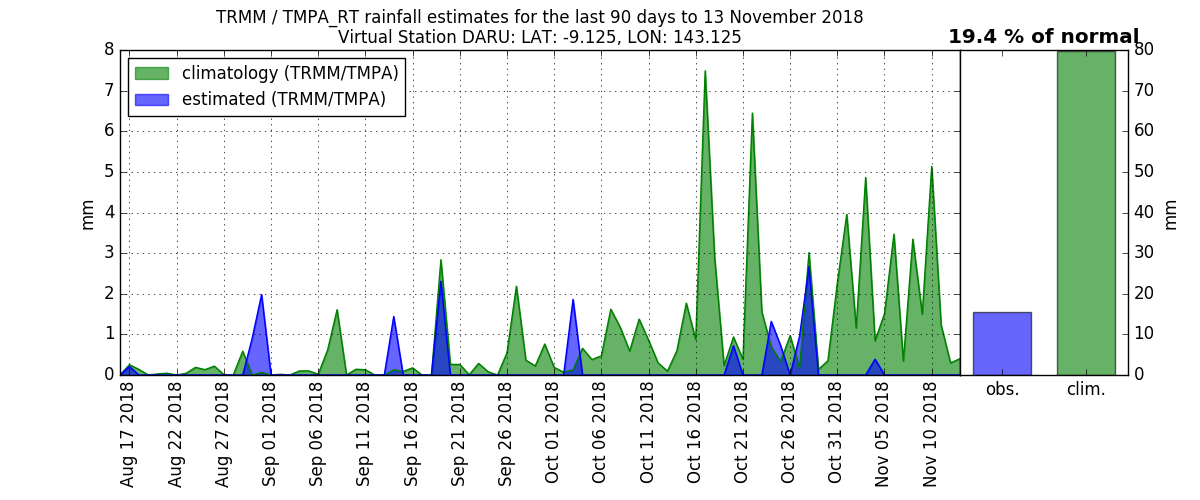 TRMM / TMPA_RT rainfall estimates for the last 90 days to 13 November 2018
Virtual Station DARU: LAT: -9.125, LON: 143.125
19.4 % of normal
climatology (TRMM/TMPA)
estimated (TRMM/TMPA)
8
7
6
5
4
3
2
1
0
mm
Aug 17 2018
Aug 22 2018
Aug 27 2018
Sep 01 2018
Sep 06 2018
Sep 11 2018
Sep 16 2018
Sep 21 2018
Sep 26 2018
Oct 01 2018
Oct 06 2018
Oct 11 2018
Oct 16 2018
Oct 21 2018
Oct 26 2018
Oct 31 2018
Nov 05 2018
Nov 10 2018
obs.
clim.
80
70
60
50
40
30
20
10
0
mm